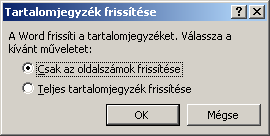 Tartalomjegyzék frissítése
A Word frissíti a tartalomjegyzéket. Válassza a
kívánt műveletet:
Csak az oldalszámok frissítése
Teljes tartalomjegyzék frissítése
OK
Mégse